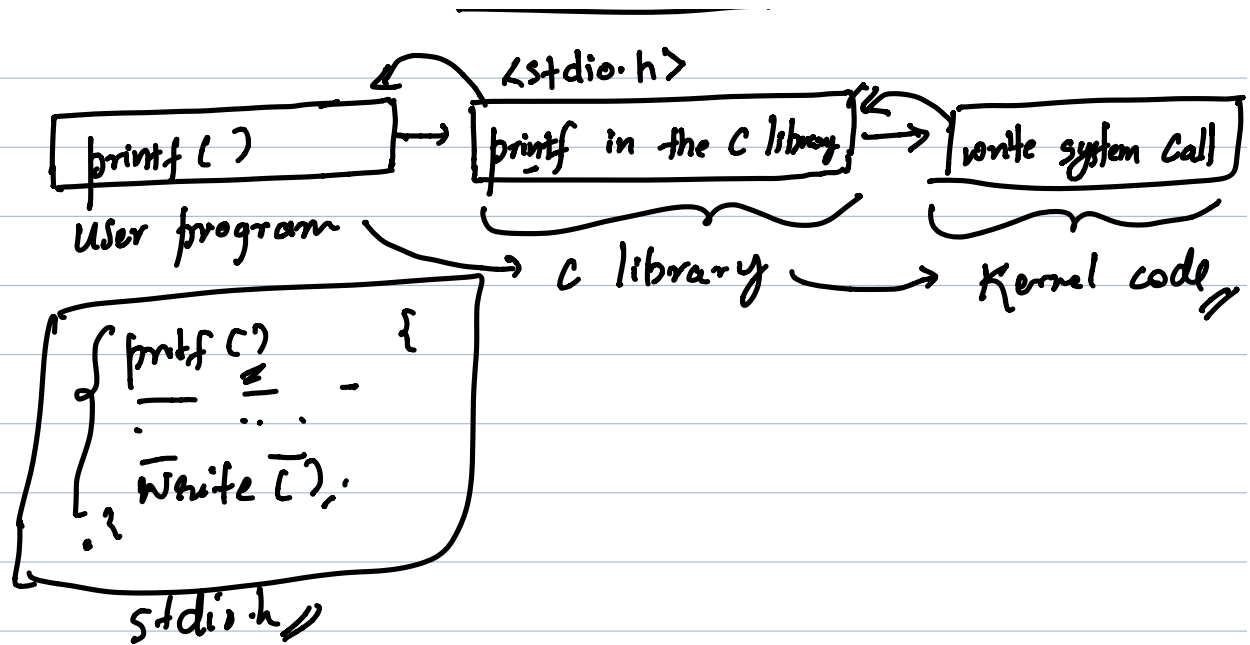 <stdio.h>
printf ( ) printf in the C library write system call
user program
C library Kernel code
printf ( ) {
write ( );
}
stdio.h